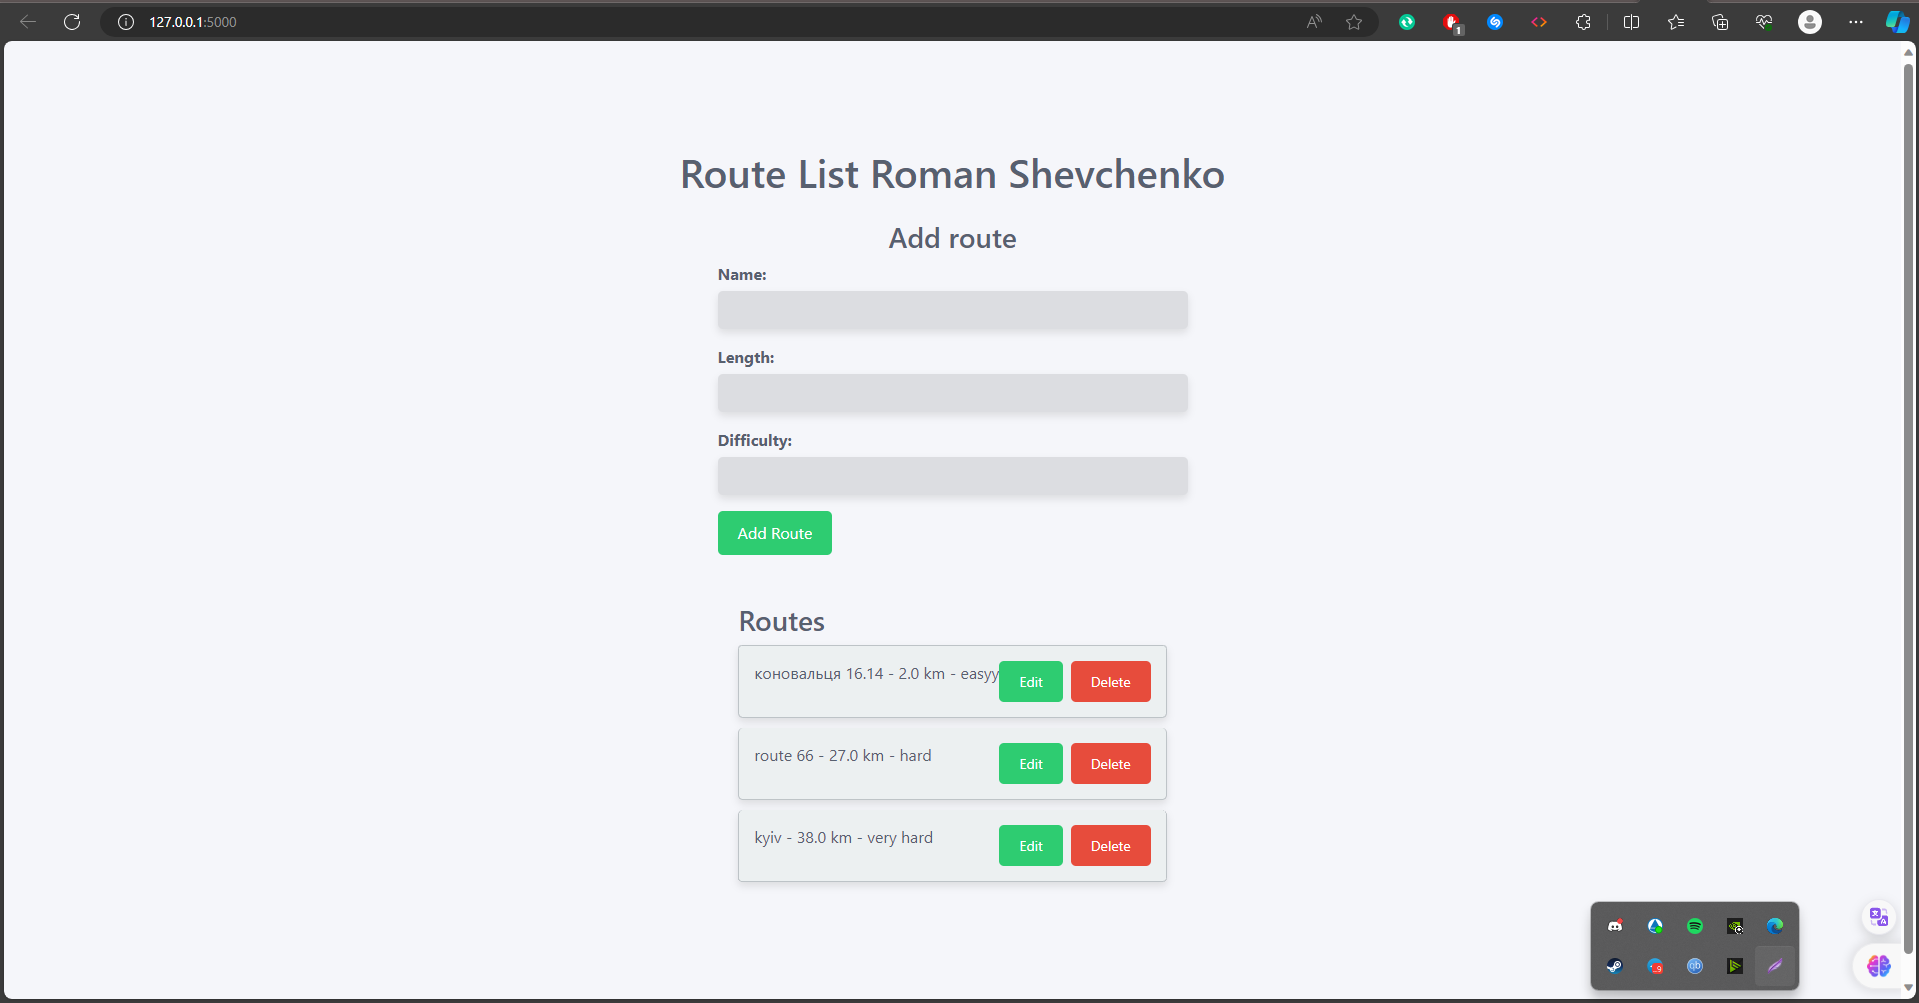 127.0.0.1:5000
1
Route List Roman Shevchenko
Add route
Name:
Length:
Difficulty:
Add Route
Routes
коновальця 16.14 - 2.0 km - easyy
Edit
Delete
route 66 - 27.0 km - hard
Edit
Delete
kyiv - 38.0 km - very hard
Edit
Delete
qb